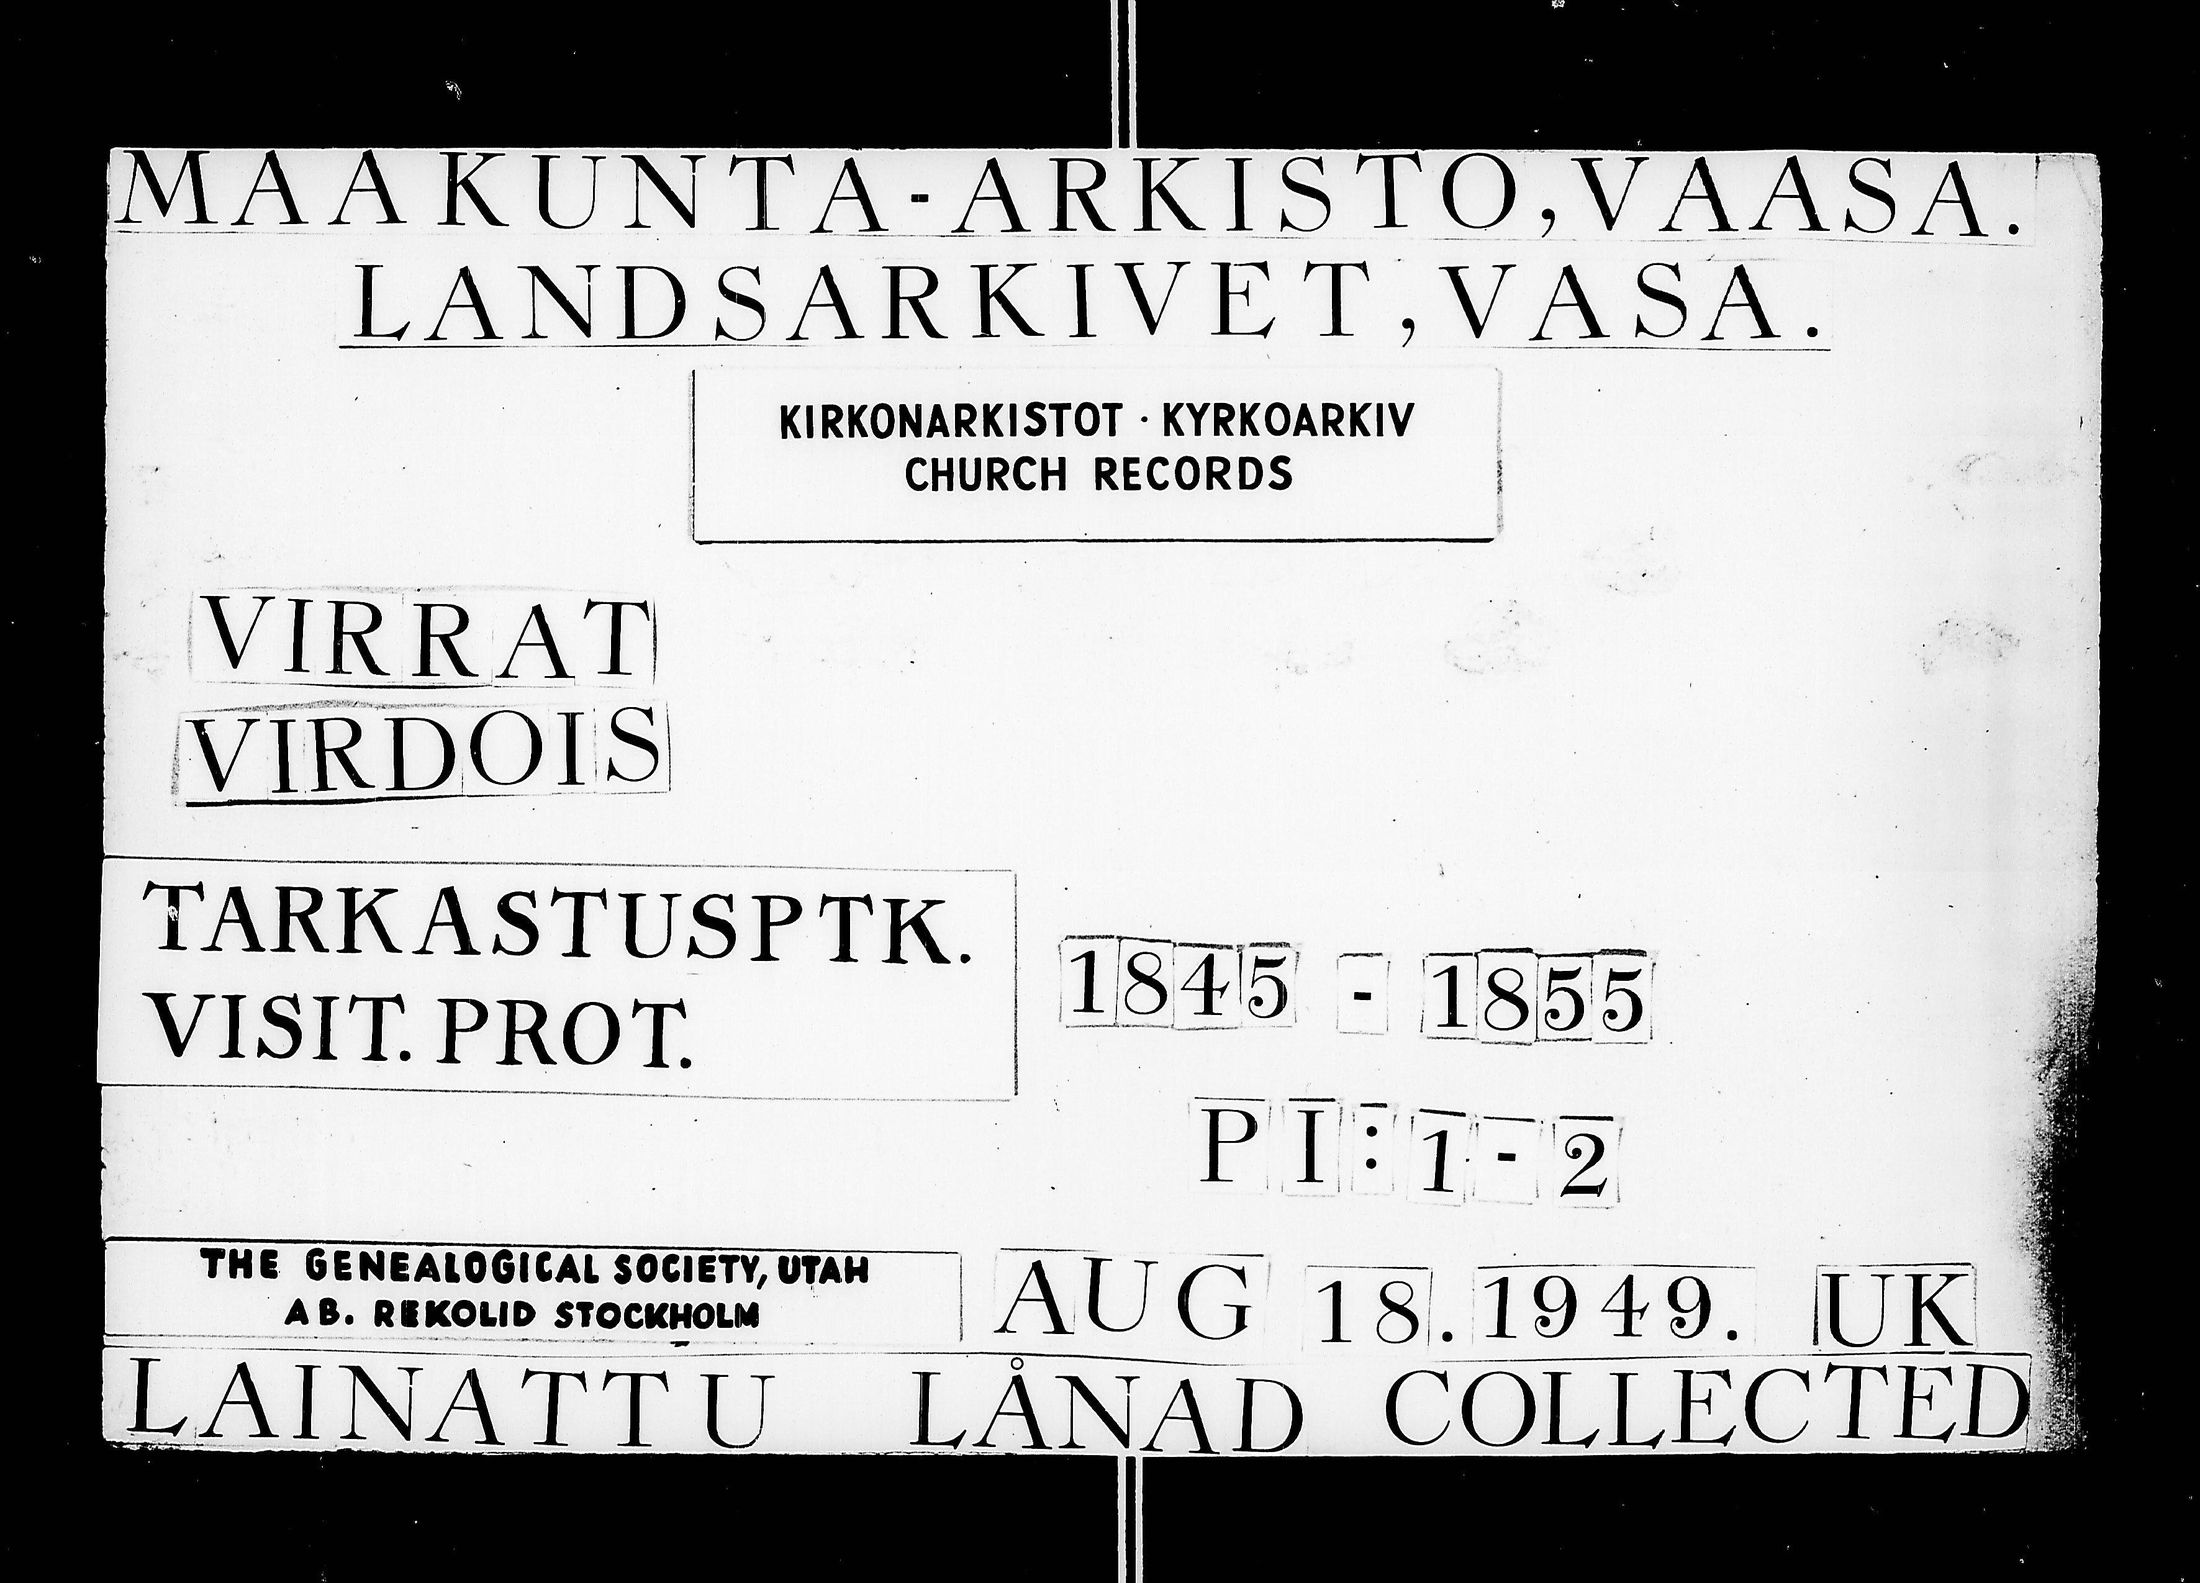 MAAKUNTA-ARKISTO, VAASA.
LANDSARKIVET, VASA.
KIRKONARKISTOT · KYRKOARKIV
CHURCH RECORDS
VIRRAT
VIRDOIS
TARKASTUSPTK.
VISIT. PROT.
1845 - 1855
PI:1-2
THE GENEALOGICAL SOCIETY, UTAH
AB. REKOLID STOCKHOLM
AUG 18. 1949. UK
LAINATTU LÅNAD COLLECTED